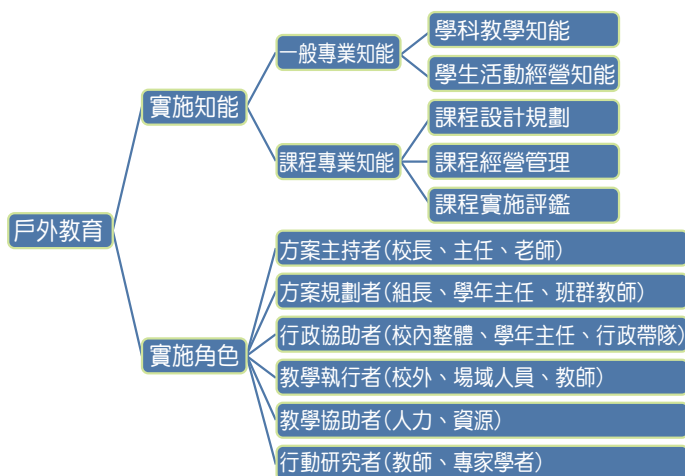 戶外教育
實施知能
一般專業知能
學科教學知能
學生活動經營知能
課程專業知能
課程設計規劃
課程經營管理
課程實施評鑑
實施角色
方案主持者(校長、主任、老師)
方案規劃者(組長、學年主任、班群教師)
行政協助者(校內整體、學年主任、行政帶隊)
教學執行者(校外、場域人員、教師)
教學協助者(人力、資源)
行動研究者(教師、專家學者)